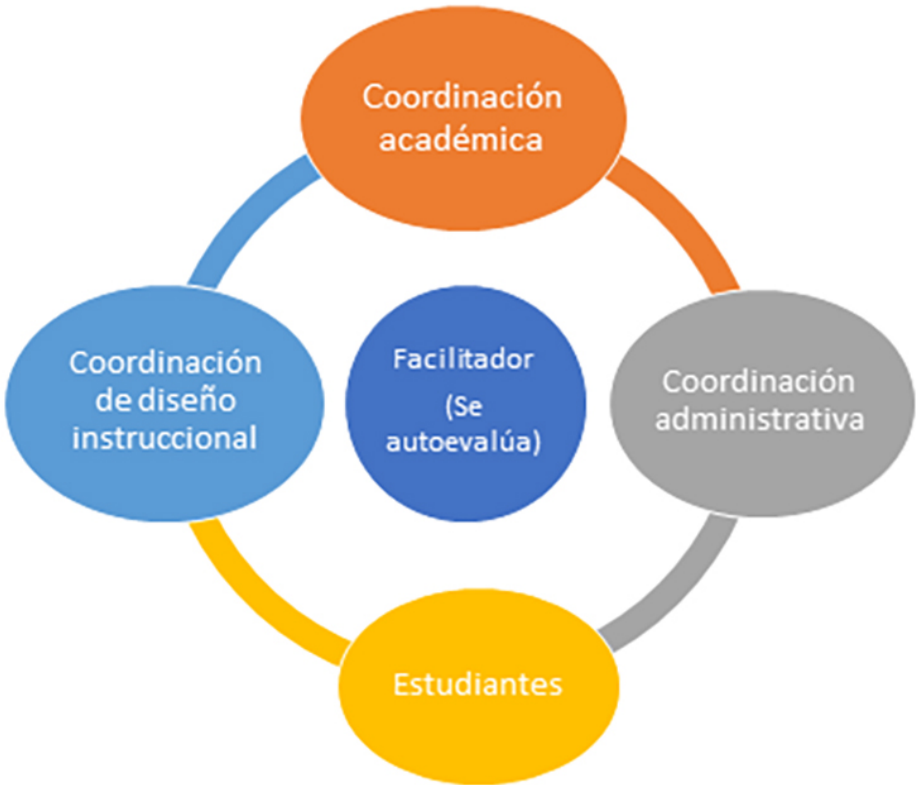 Coordinación
académica
Coordinación
de diseño
instruccional
Facilitador
(Se
autoevalúa)
Coordinación
administrativa
Estudiantes